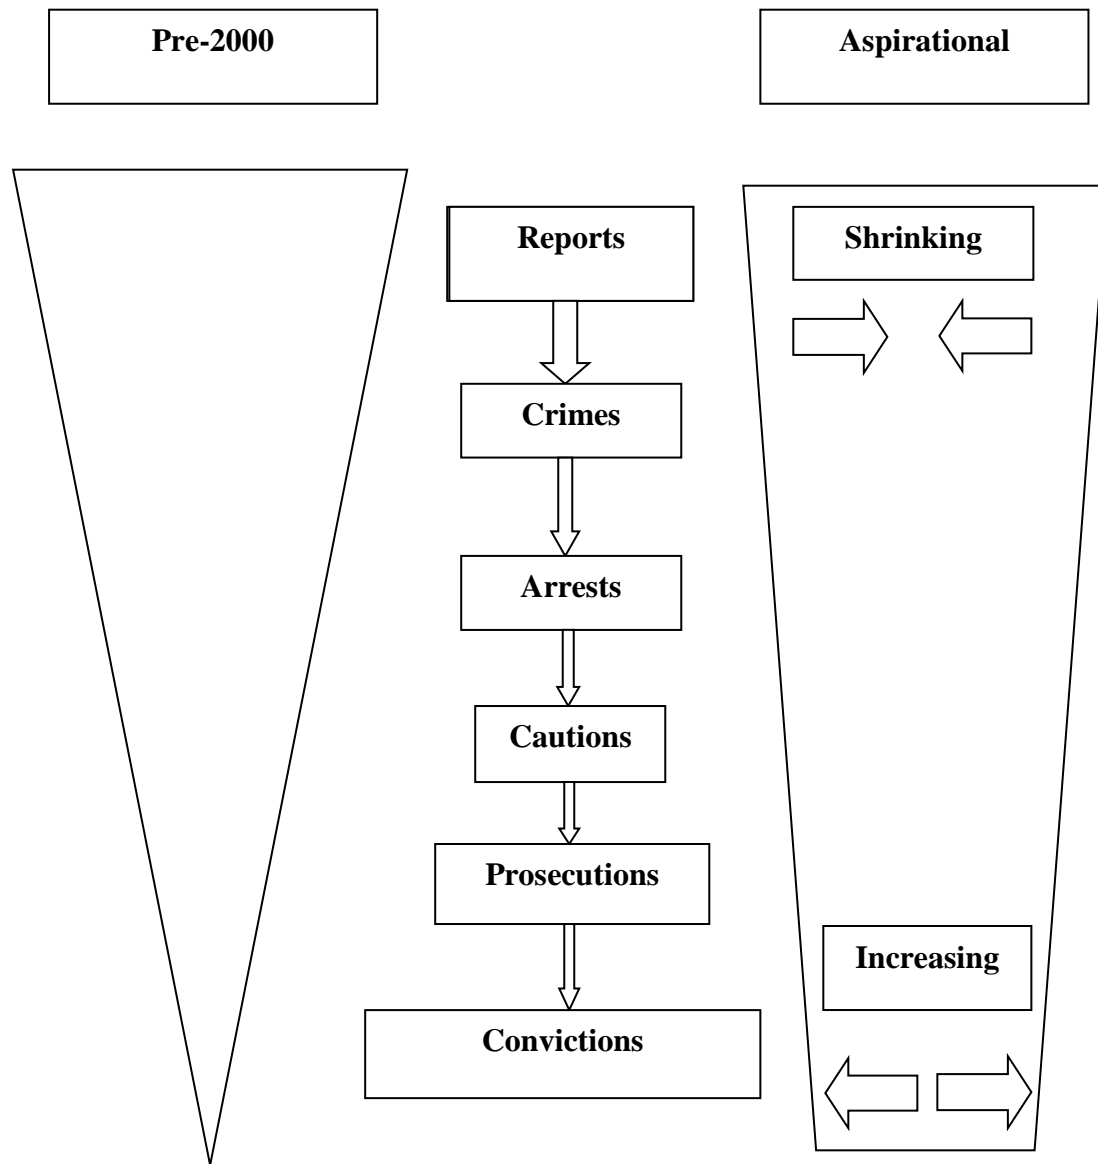 Pre-2000
Aspirational
Reports
Shrinking
Crimes
Arrests
Cautions
Prosecutions
Increasing
Convictions